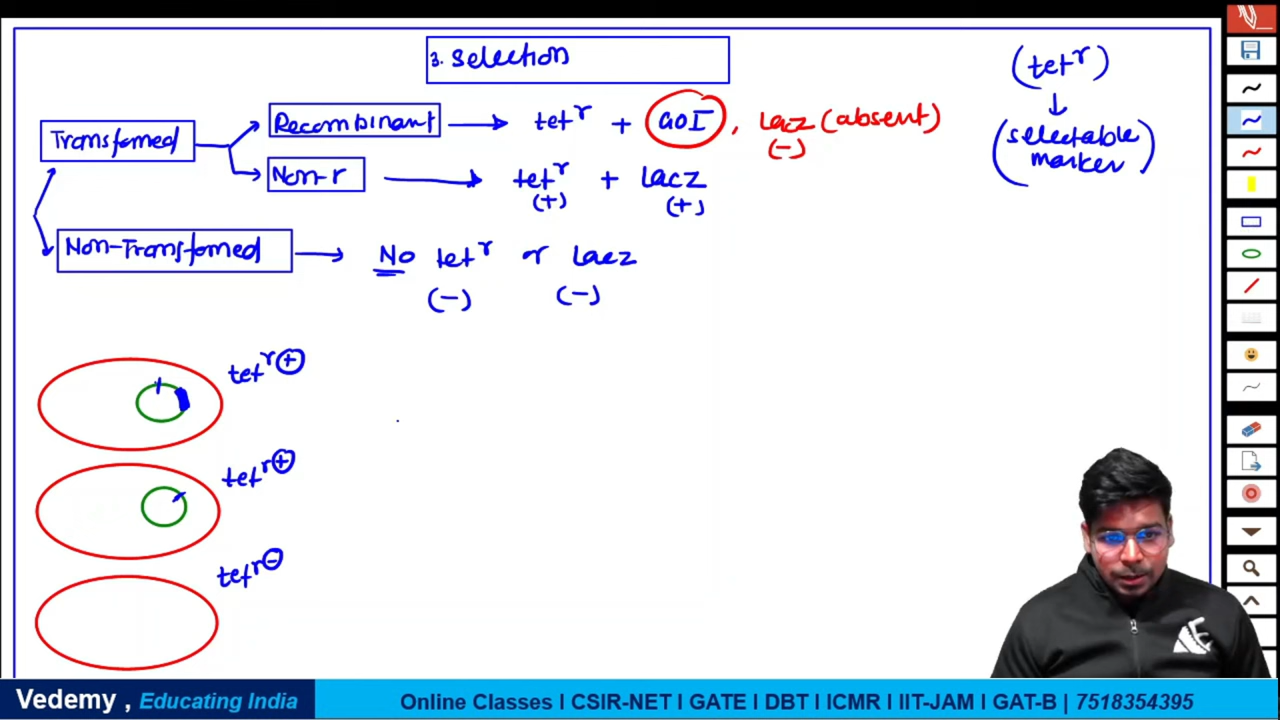 3. Selection
(tetʳ)
(selectable
marker)
Transformed
Recombinant → tetʳ + GOI, lacz (absent)
(-)
Non-r → tetʳ + lacz
(+) (+)
Non-Transformed → No tetʳ or lacz
(-) (-)
tetʳ⊕
tetʳ⊕
tetʳ⊖
Vedemy , Educating India
Online Classes I CSIR-NET I GATE I DBT I ICMR I IIT-JAM I GAT-B | 7518354395